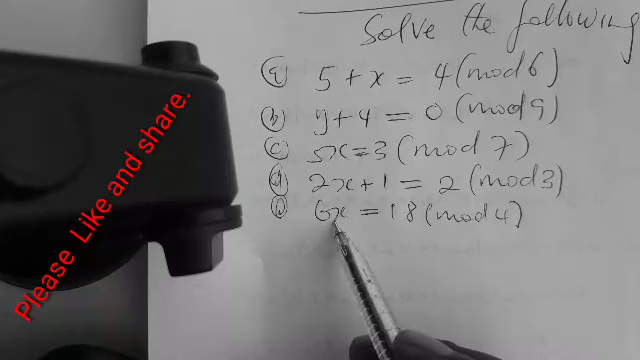 Solve the following
(a) 5 + x = 4 (mod 6)
(b) y + 4 = 0 (mod 9)
(c) 5x = 3 (mod 7)
(d) 2x + 1 = 2 (mod 3)
(e) 6x = 18 (mod 4)
Please Like and share.